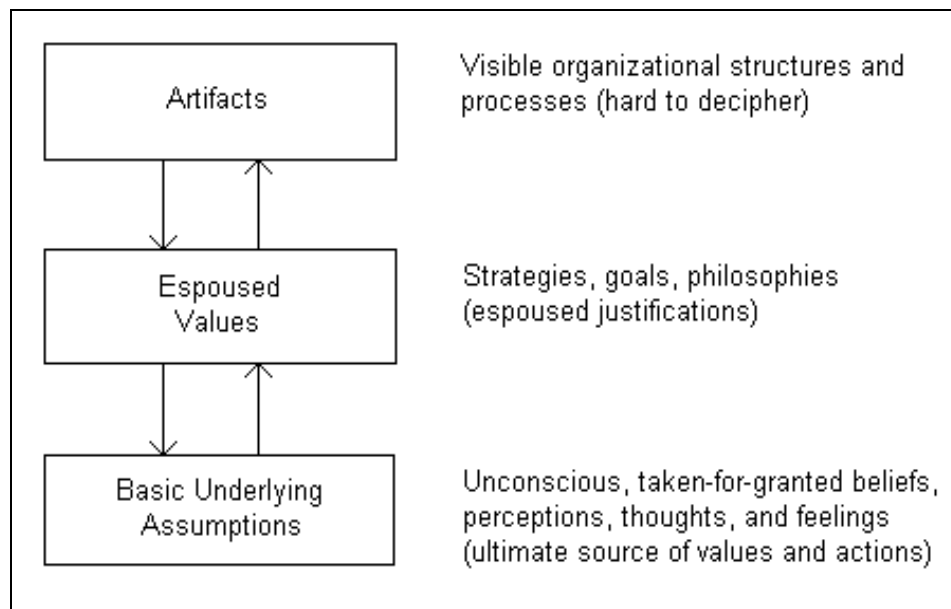 Artifacts
Visible organizational structures and
processes (hard to decipher)
Espoused
Values
Strategies, goals, philosophies
(espoused justifications)
Basic Underlying
Assumptions
Unconscious, taken-for-granted beliefs,
perceptions, thoughts, and feelings
(ultimate source of values and actions)